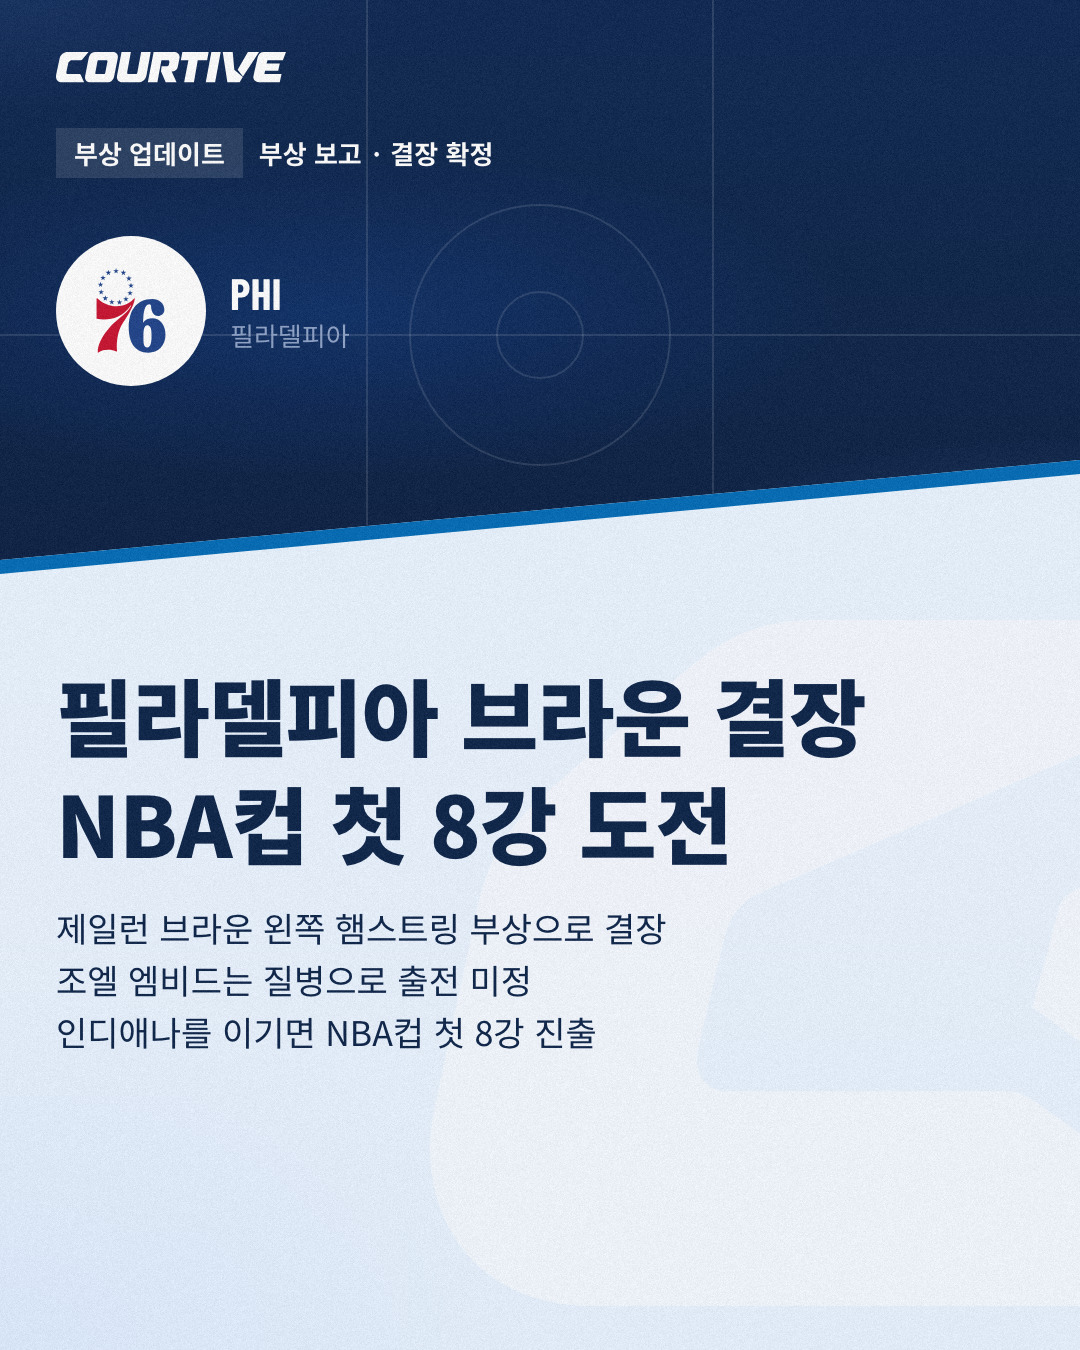 COURTIVE
부상 업데이트 부상 보고 · 결장 확정
76
PHI
필라델피아
필라델피아 브라운 결장
NBA컵 첫 8강 도전
제일런 브라운 왼쪽 햄스트링 부상으로 결장
조엘 엠비드는 질병으로 출전 미정
인디애나를 이기면 NBA컵 첫 8강 진출